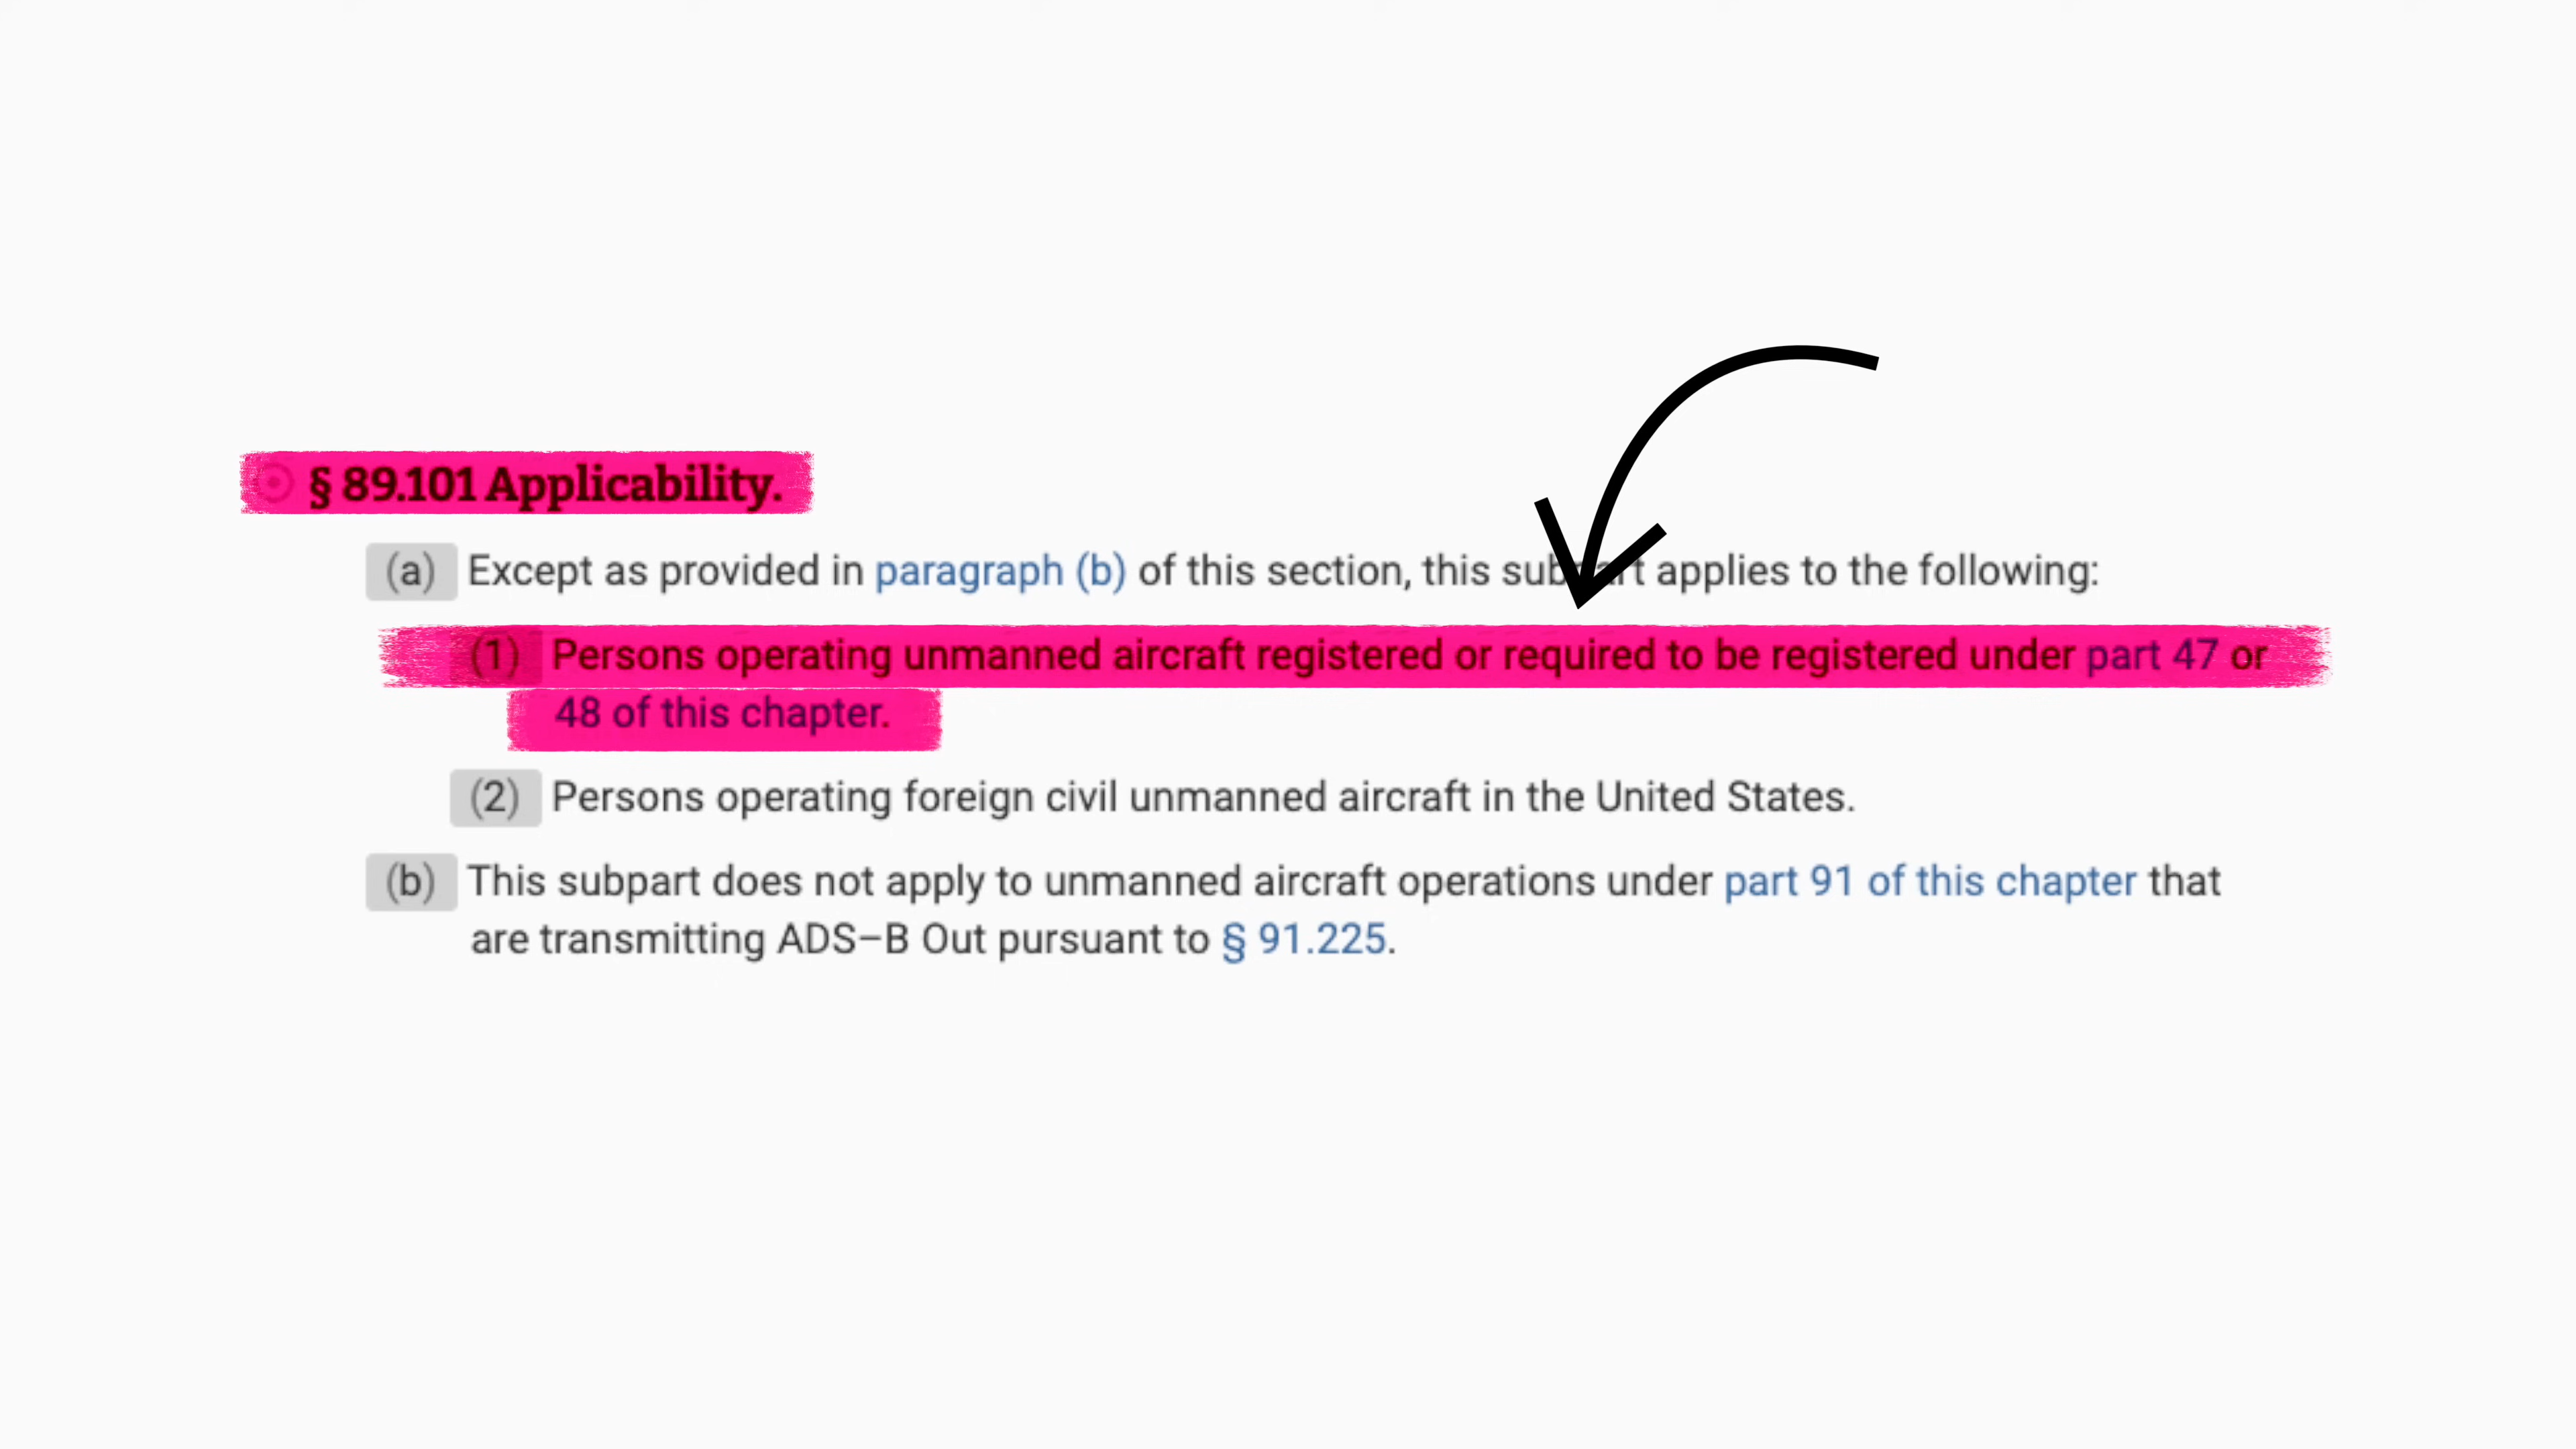 § 89.101 Applicability.
(a) Except as provided in paragraph (b) of this section, this subpart applies to the following:
(1) Persons operating unmanned aircraft registered or required to be registered under part 47 or
48 of this chapter.
(2) Persons operating foreign civil unmanned aircraft in the United States.
(b) This subpart does not apply to unmanned aircraft operations under part 91 of this chapter that
are transmitting ADS–B Out pursuant to § 91.225.